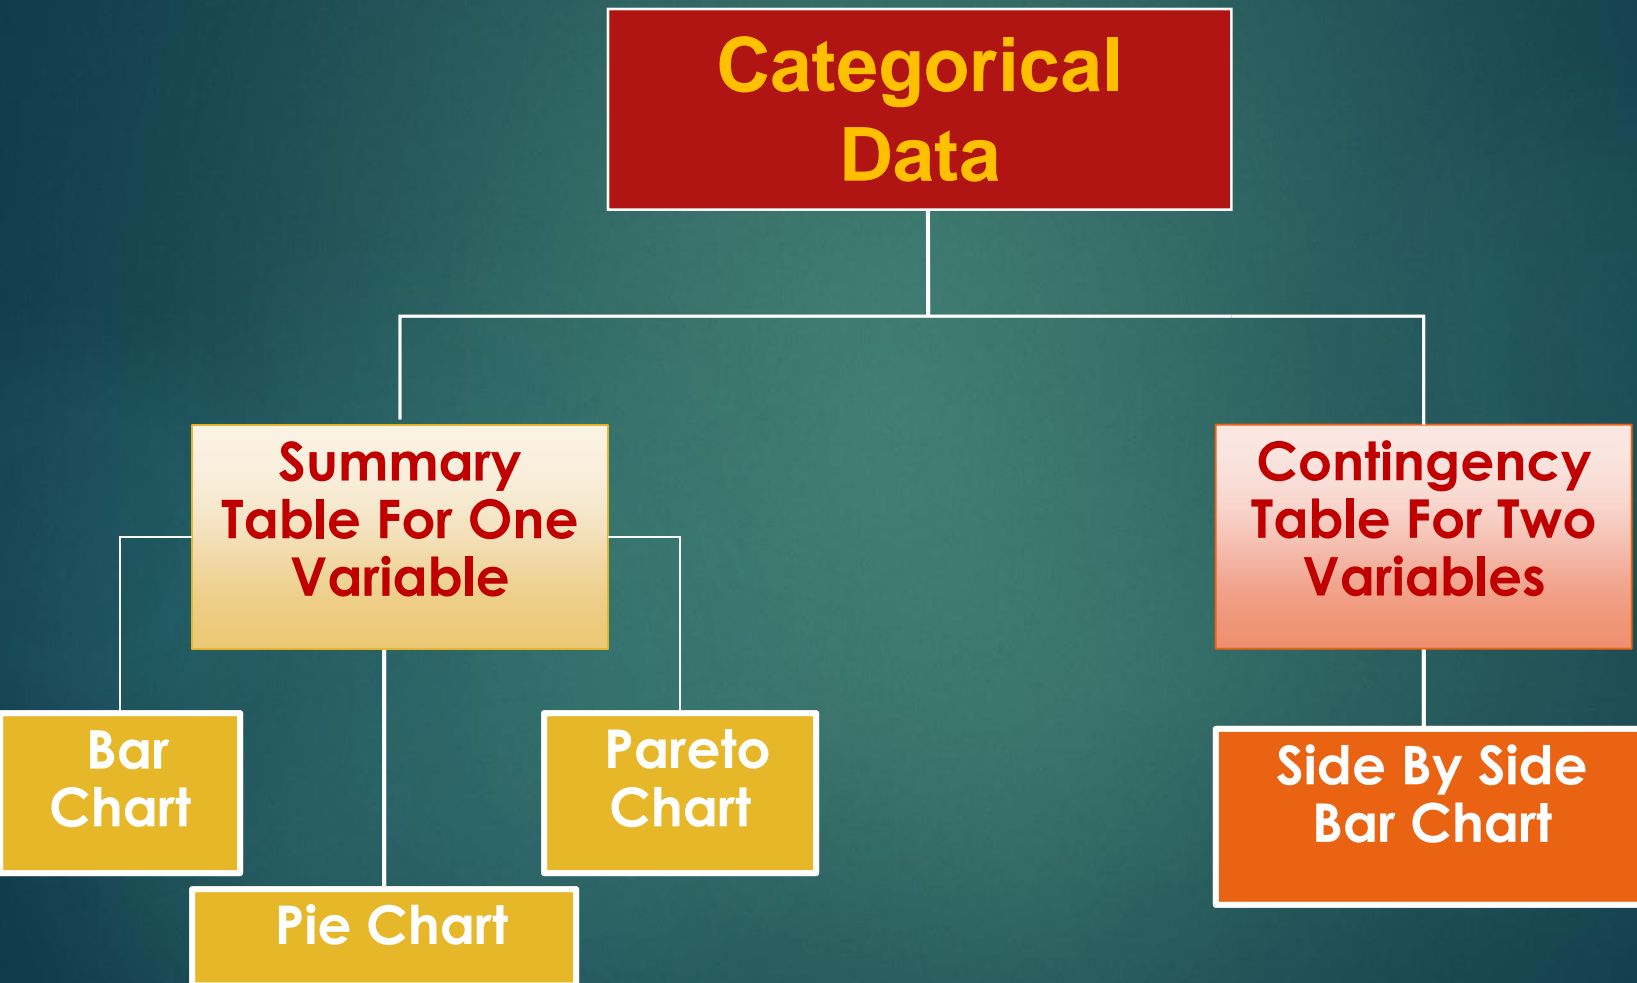 Categorical
Data
Summary
Table For One
Variable
Contingency
Table For Two
Variables
Bar
Chart
Pareto
Chart
Side By Side
Bar Chart
Pie Chart